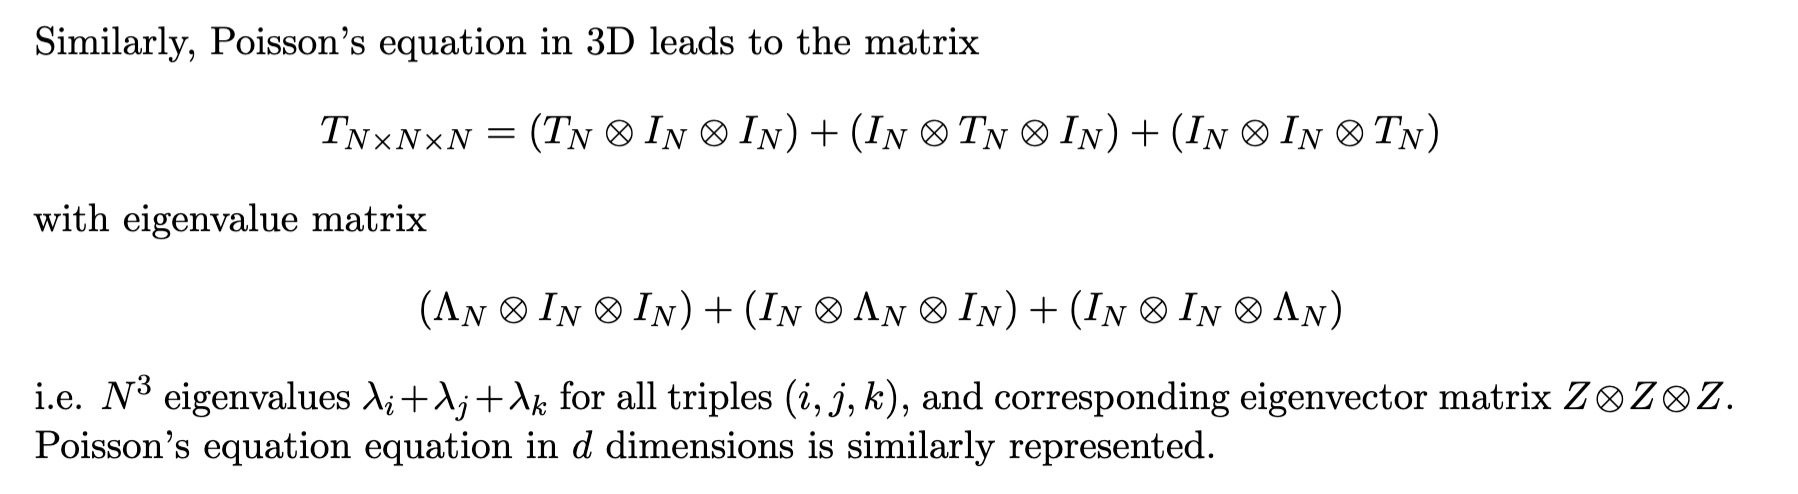 Similarly, Poisson's equation in 3D leads to the matrix
T_{N×N×N} = (T_N ⊗ I_N ⊗ I_N) + (I_N ⊗ T_N ⊗ I_N) + (I_N ⊗ I_N ⊗ T_N)
with eigenvalue matrix
(Λ_N ⊗ I_N ⊗ I_N) + (I_N ⊗ Λ_N ⊗ I_N) + (I_N ⊗ I_N ⊗ Λ_N)
i.e. N³ eigenvalues λ_i+λ_j+λ_k for all triples (i, j, k), and corresponding eigenvector matrix Z⊗Z⊗Z.
Poisson's equation equation in d dimensions is similarly represented.